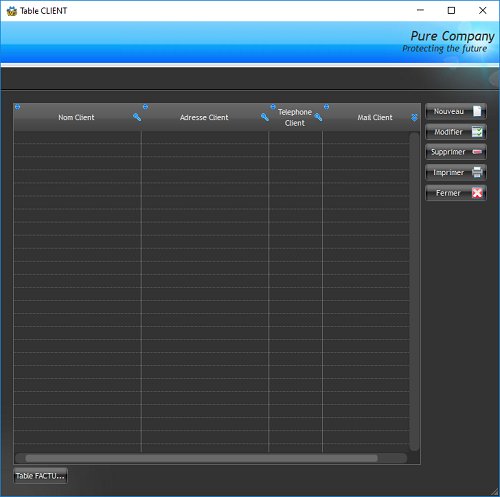 Table CLIENT
Pure Company
Protecting the future
Nom Client
Adresse Client
Telephone
Client
Mail Client
Nouveau
Modifier
Supprimer
Imprimer
Fermer
Table FACTU...